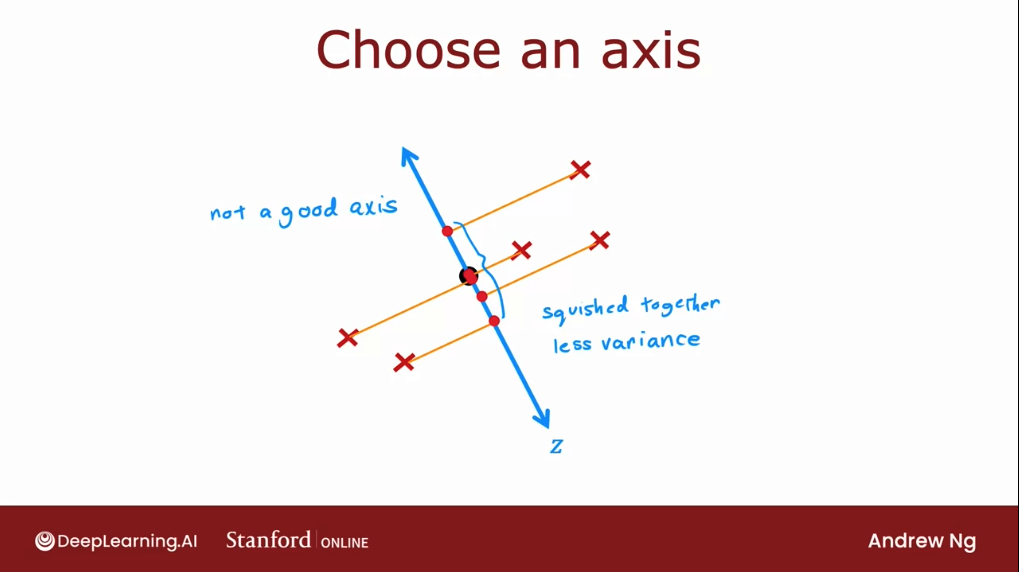 Choose an axis
not a good axis
squished together
less variance
z
DeepLearning.AI
Stanford | ONLINE
Andrew Ng